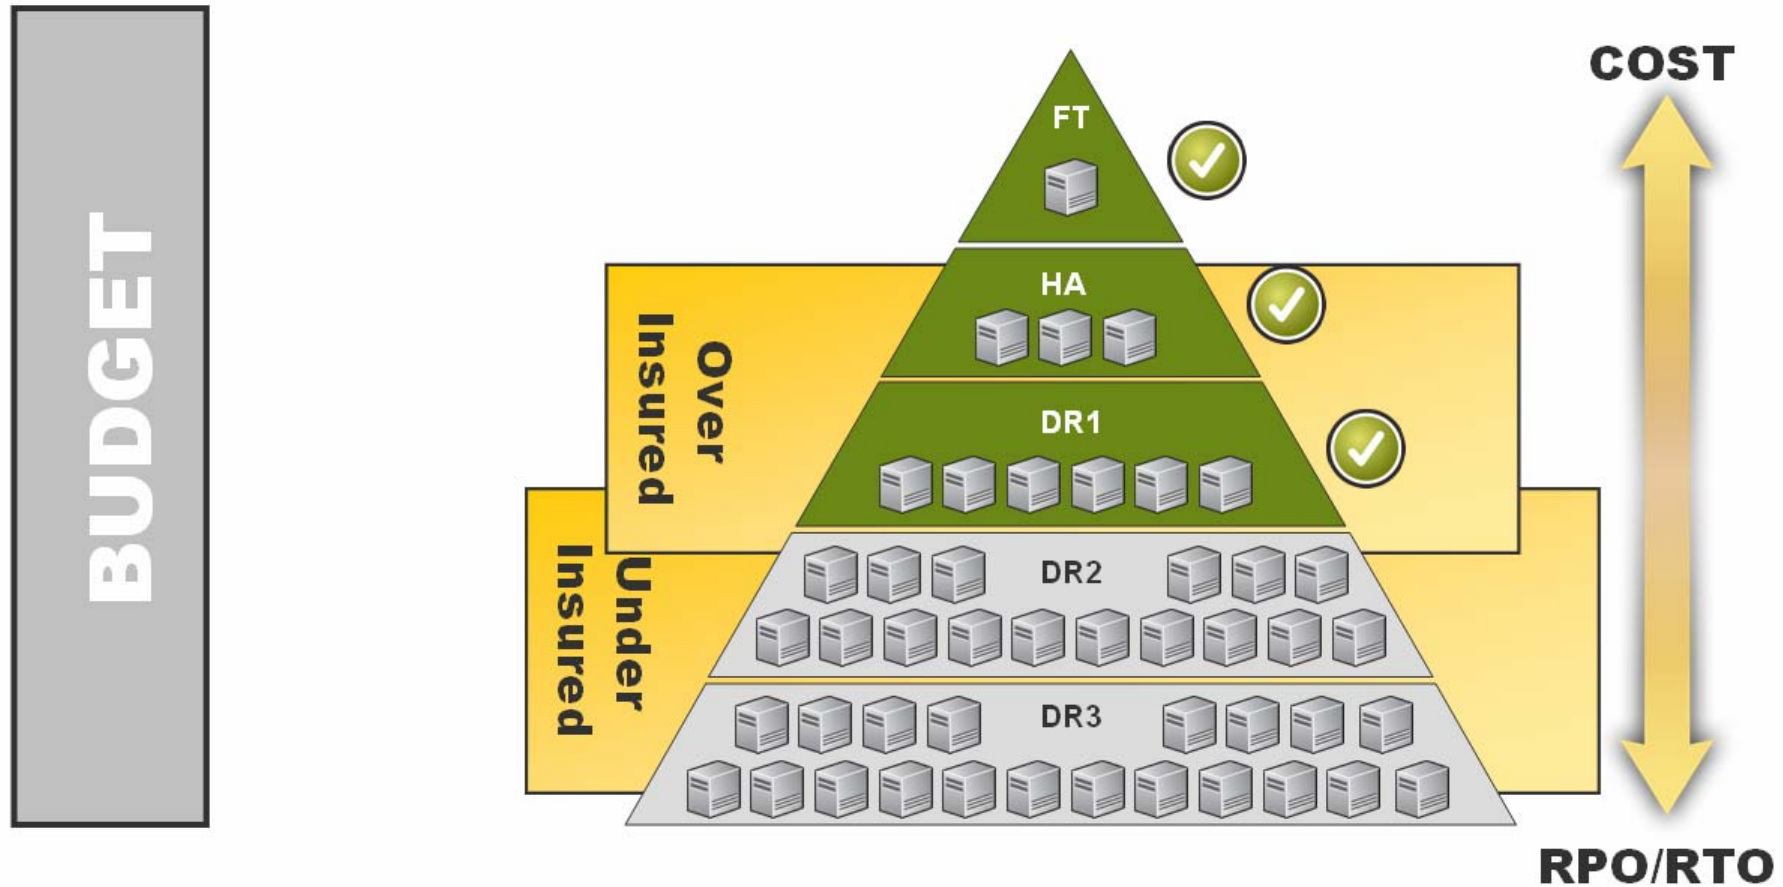 BUDGET
COST
FT
HA
Over
Insured
DR1
DR2
Under
Insured
DR3
RPO/RTO